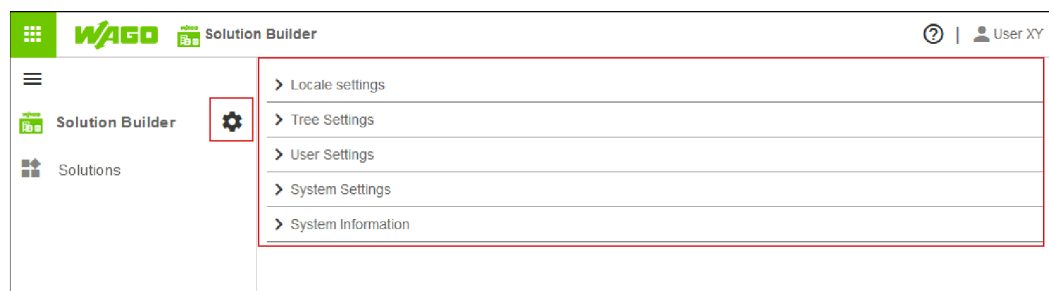 WAGO Solution Builder ? | User XY
Solution Builder
Solutions
Locale settings
Tree Settings
User Settings
System Settings
System Information